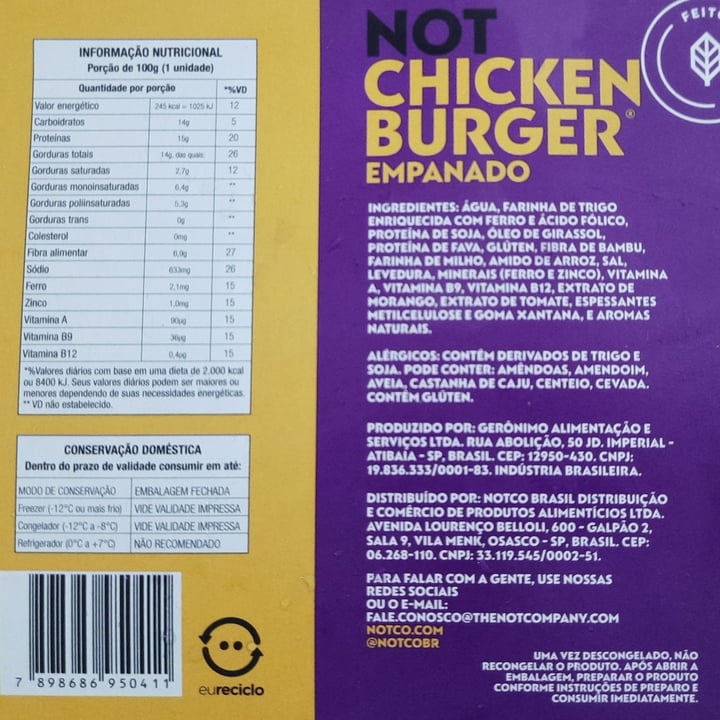 INFORMAÇÃO NUTRICIONAL
Porção de 100g (1 unidade)
Quantidade por porção *%VD
Valor energético 245 kcal = 1025 kJ 12
Carboidratos 14g 5
Proteínas 15g 20
Gorduras totais 14g, das quais: 26
Gorduras saturadas 2,7g 12
Gorduras monoinsaturadas 6,4g **
Gorduras poliinsaturadas 5,3g **
Gorduras trans 0g **
Colesterol 0mg **
Fibra alimentar 6,9g 27
Sódio 633mg 26
Ferro 2,1mg 15
Zinco 1,0mg 15
Vitamina A 90µg 15
Vitamina B9 36µg 15
Vitamina B12 0,4µg 15
*%Valores diários com base em uma dieta de 2.000 kcal
ou 8400 kJ. Seus valores diários podem ser maiores ou
menores dependendo de suas necessidades energéticas.
** VD não estabelecido.
CONSERVAÇÃO DOMÉSTICA
Dentro do prazo de validade consumir em até:
MODO DE CONSERVAÇÃO EMBALAGEM FECHADA
Freezer (-12°C ou mais frio) VIDE VALIDADE IMPRESSA
Congelador (-12°C a -8°C) VIDE VALIDADE IMPRESSA
Refrigerador (0°C a +7°C) NÃO RECOMENDADO
7 898686 950411
eureciclo
NOT
CHICKEN
BURGER®
EMPANADO
FEITO
INGREDIENTES: ÁGUA, FARINHA DE TRIGO
ENRIQUECIDA COM FERRO E ÁCIDO FÓLICO,
PROTEÍNA DE SOJA, ÓLEO DE GIRASSOL,
PROTEÍNA DE FAVA, GLÚTEN, FIBRA DE BAMBU,
FARINHA DE MILHO, AMIDO DE ARROZ, SAL,
LEVEDURA, MINERAIS (FERRO E ZINCO), VITAMINA
A, VITAMINA B9, VITAMINA B12, EXTRATO DE
MORANGO, EXTRATO DE TOMATE, ESPESSANTES
METILCELULOSE E GOMA XANTANA, E AROMAS
NATURAIS.
ALÉRGICOS: CONTÉM DERIVADOS DE TRIGO E
SOJA. PODE CONTER: AMÊNDOAS, AMENDOIM,
AVEIA, CASTANHA DE CAJU, CENTEIO, CEVADA.
CONTÉM GLÚTEN.
PRODUZIDO POR: GERÔNIMO ALIMENTAÇÃO E
SERVIÇOS LTDA. RUA ABOLIÇÃO, 50 JD. IMPERIAL -
ATIBAIA - SP, BRASIL. CEP: 12950-430. CNPJ:
19.836.333/0001-83. INDÚSTRIA BRASILEIRA.
DISTRIBUÍDO POR: NOTCO BRASIL DISTRIBUIÇÃO
E COMÉRCIO DE PRODUTOS ALIMENTÍCIOS LTDA.
AVENIDA LOURENÇO BELLOLI, 600 - GALPÃO 2,
SALA 9, VILA MENK, OSASCO - SP, BRASIL. CEP:
06.268-110. CNPJ: 33.119.545/0002-51.
PARA FALAR COM A GENTE, USE NOSSAS
REDES SOCIAIS
OU O E-MAIL:
FALE.CONOSCO@THENOTCOMPANY.COM
NOTCO.COM
@NOTCOBR
UMA VEZ DESCONGELADO, NÃO
RECONGELAR O PRODUTO. APÓS ABRIR A
EMBALAGEM, PREPARAR O PRODUTO
CONFORME INSTRUÇÕES DE PREPARO E
CONSUMIR IMEDIATAMENTE.